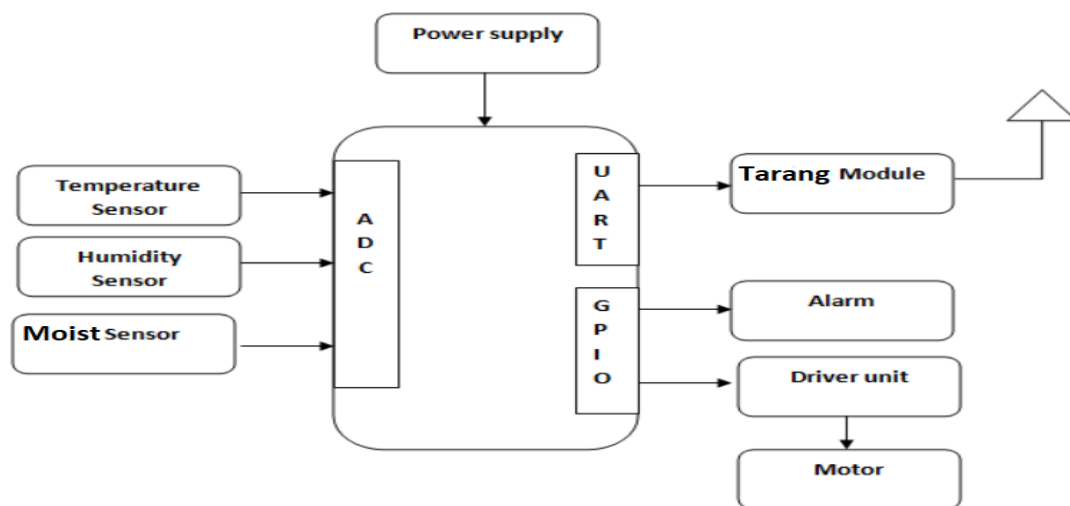 Power supply
Temperature
Sensor
Humidity
Sensor
Moist Sensor
A
D
C
U
A
R
T
G
P
I
O
Tarang Module
Alarm
Driver unit
Motor